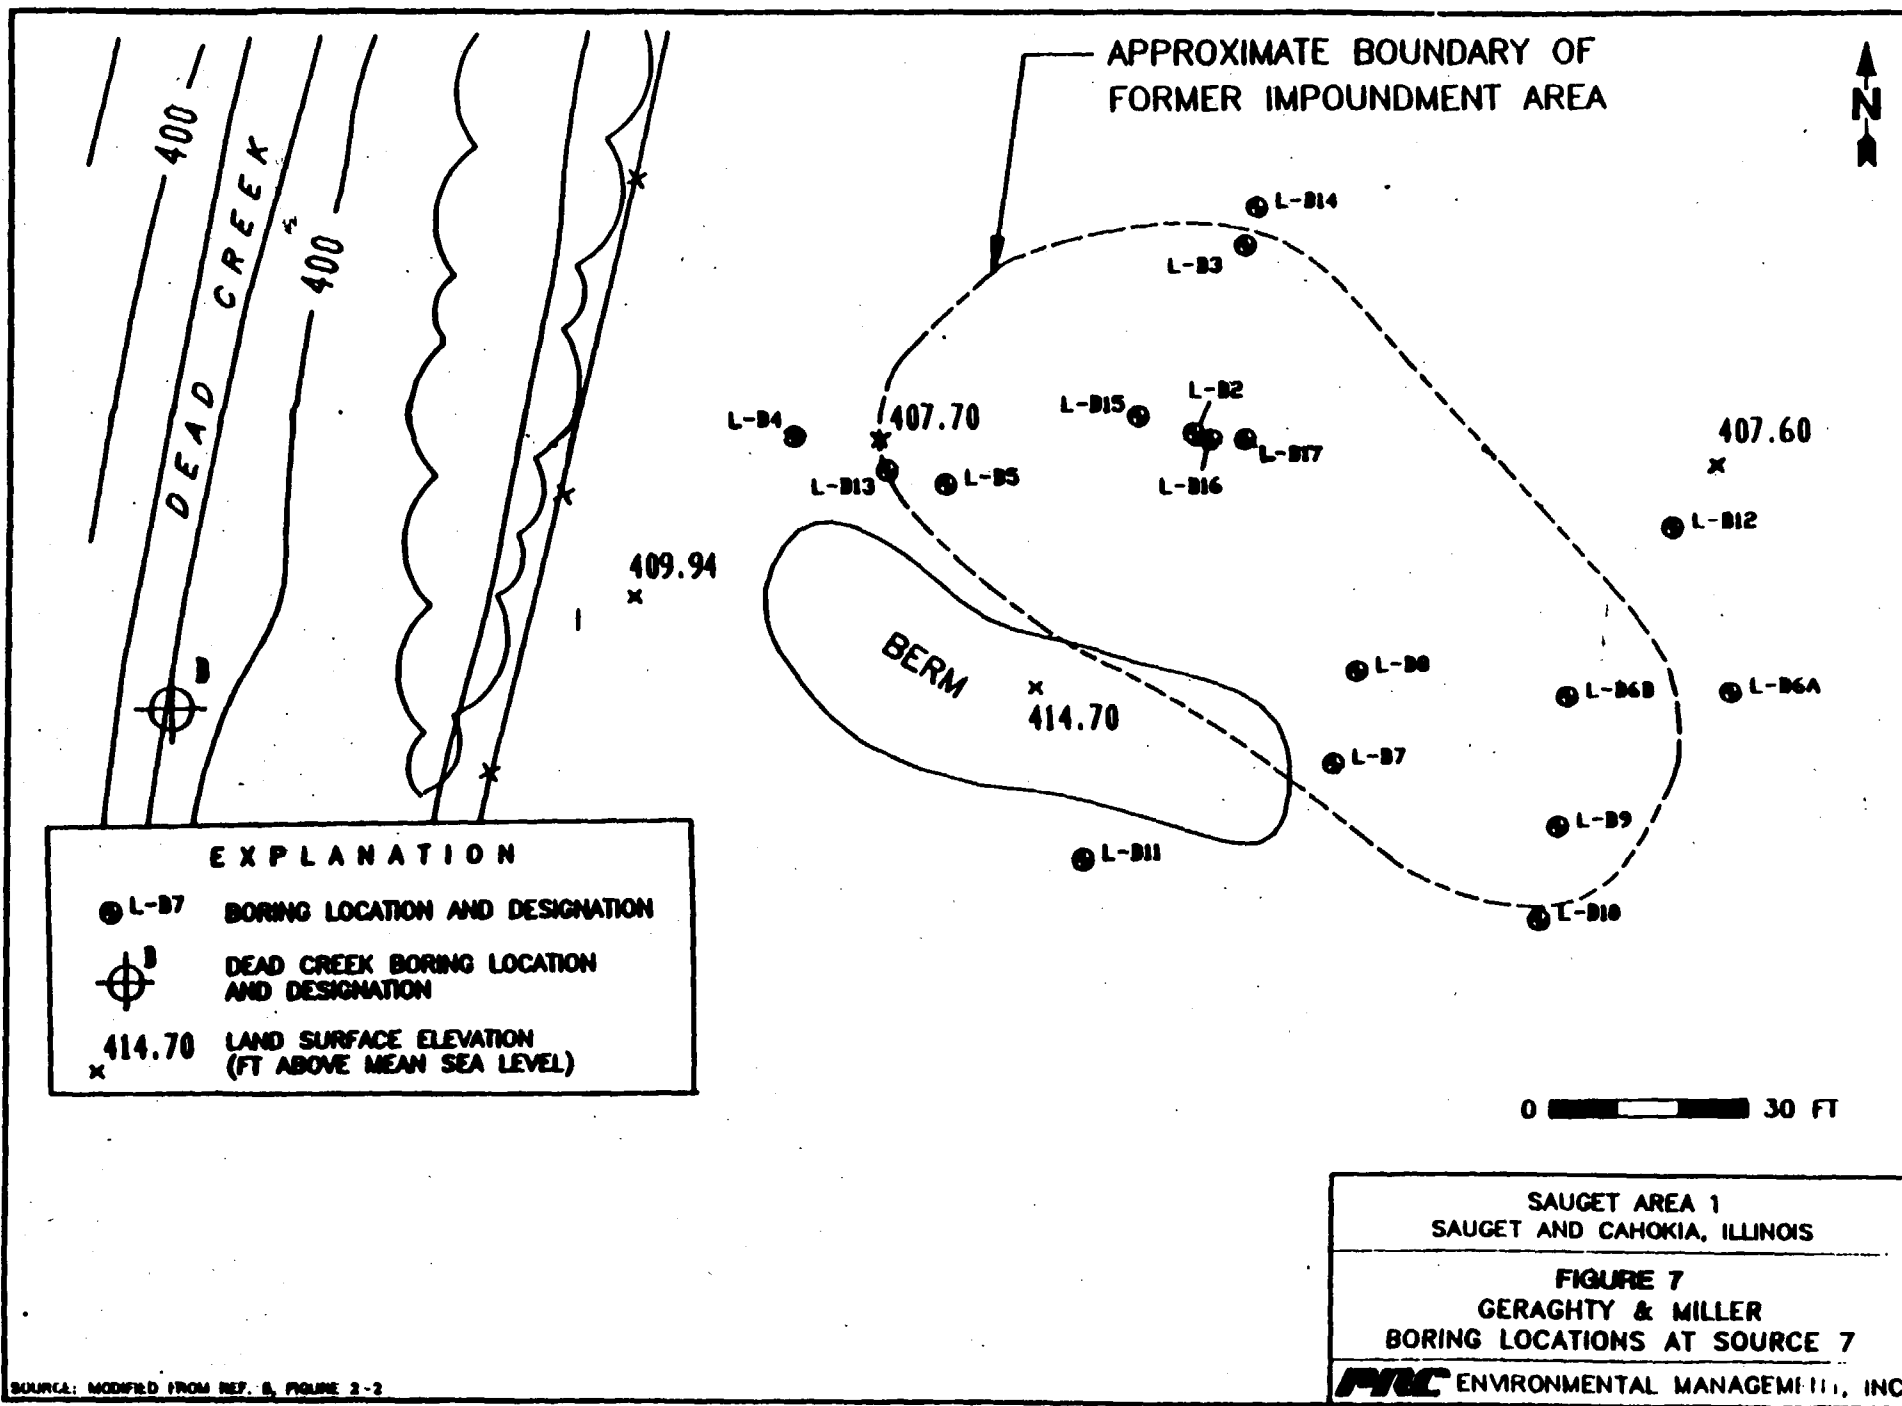 APPROXIMATE BOUNDARY OF
FORMER IMPOUNDMENT AREA
N
400
DEAD CREEK
400
L-B14
L-B3
L-B4
407.70
L-B15
L-B2
L-B17
L-B16
L-B13
L-B5
407.60
L-B12
409.94
BERM
414.70
L-B8
L-B6B
L-B6A
L-B7
L-B9
L-B11
L-B10
B
EXPLANATION
L-B7 BORING LOCATION AND DESIGNATION
B DEAD CREEK BORING LOCATION
AND DESIGNATION
414.70 LAND SURFACE ELEVATION
(FT ABOVE MEAN SEA LEVEL)
0 30 FT
SAUGET AREA 1
SAUGET AND CAHOKIA, ILLINOIS
FIGURE 7
GERAGHTY & MILLER
BORING LOCATIONS AT SOURCE 7
PRC ENVIRONMENTAL MANAGEMENT, INC
SOURCE: MODIFIED FROM REF. 8, FIGURE 2-2